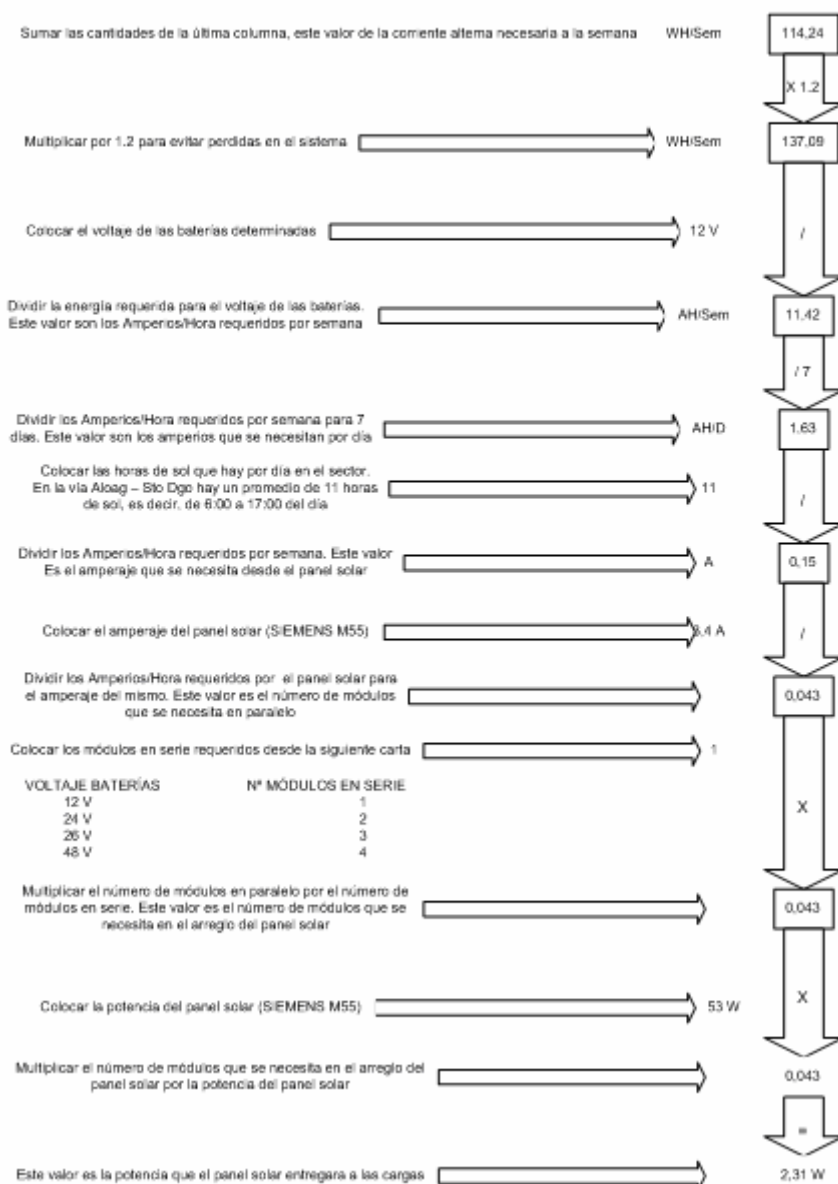 Sumar las cantidades de la última columna, este valor de la corriente alterna necesaria a la semana WH/Sem 114,24
X 1.2
Multiplicar por 1.2 para evitar perdidas en el sistema WH/Sem 137,09
Colocar el voltaje de las baterías determinadas 12 V /
Dividir la energía requerida para el voltaje de las baterías.
Este valor son los Amperios/Hora requeridos por semana AH/Sem 11,42
/ 7
Dividir los Amperios/Hora requeridos por semana para 7
días. Este valor son los amperios que se necesitan por día AH/D 1,63
Colocar las horas de sol que hay por día en el sector.
En la vía Aloag – Sto Dgo hay un promedio de 11 horas
de sol, es decir, de 6:00 a 17:00 del día 11 /
Dividir los Amperios/Hora requeridos por semana. Este valor
Es el amperaje que se necesita desde el panel solar A 0,15
Colocar el amperaje del panel solar (SIEMENS M55) ,4 A /
Dividir los Amperios/Hora requeridos por el panel solar para
el amperaje del mismo. Este valor es el número de módulos
que se necesita en paralelo 0,043
Colocar los módulos en serie requeridos desde la siguiente carta 1
VOLTAJE BATERÍAS Nº MÓDULOS EN SERIE
12 V 1
24 V 2
26 V 3
48 V 4
X
Multiplicar el número de módulos en paralelo por el número de
módulos en serie. Este valor es el número de módulos que se
necesita en el arreglo del panel solar 0,043
Colocar la potencia del panel solar (SIEMENS M55) 53 W X
Multiplicar el número de módulos que se necesita en el arreglo del
panel solar por la potencia del panel solar 0,043
=
Este valor es la potencia que el panel solar entregara a las cargas 2,31 W